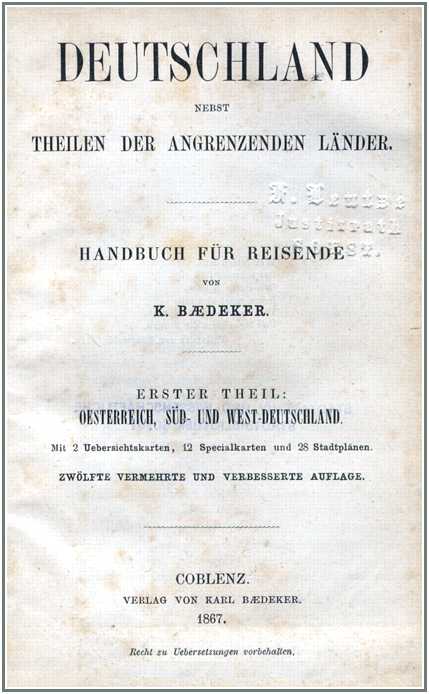 DEUTSCHLAND
NEBST
THEILEN DER ANGRENZENDEN LÄNDER.
Justizrath
HANDBUCH FÜR REISENDE
VON
K. BÆDEKER.
ERSTER THEIL:
OESTERREICH, SÜD- UND WEST-DEUTSCHLAND.
Mit 2 Uebersichtskarten, 12 Specialkarten und 28 Stadtplänen.
ZWÖLFTE VERMEHRTE UND VERBESSERTE AUFLAGE.
COBLENZ.
VERLAG VON KARL BÆDEKER.
1867.
Recht zu Uebersetzungen vorbehalten.